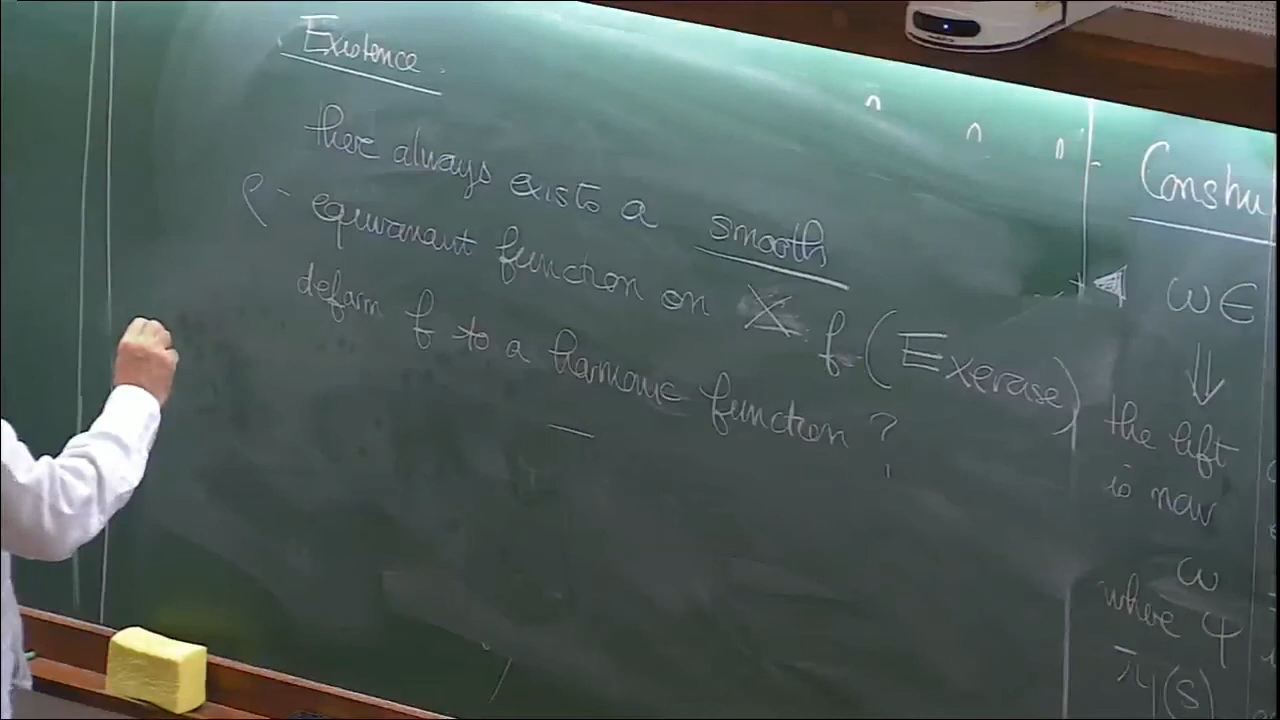 Existence.
there always exists a smooth
ρ- equivariant function on X̃ f (Exercise)
deform f to a harmonic function ?
Constru
ω ∈
⇓
the lift
is
ω
where φ
π₁(S)